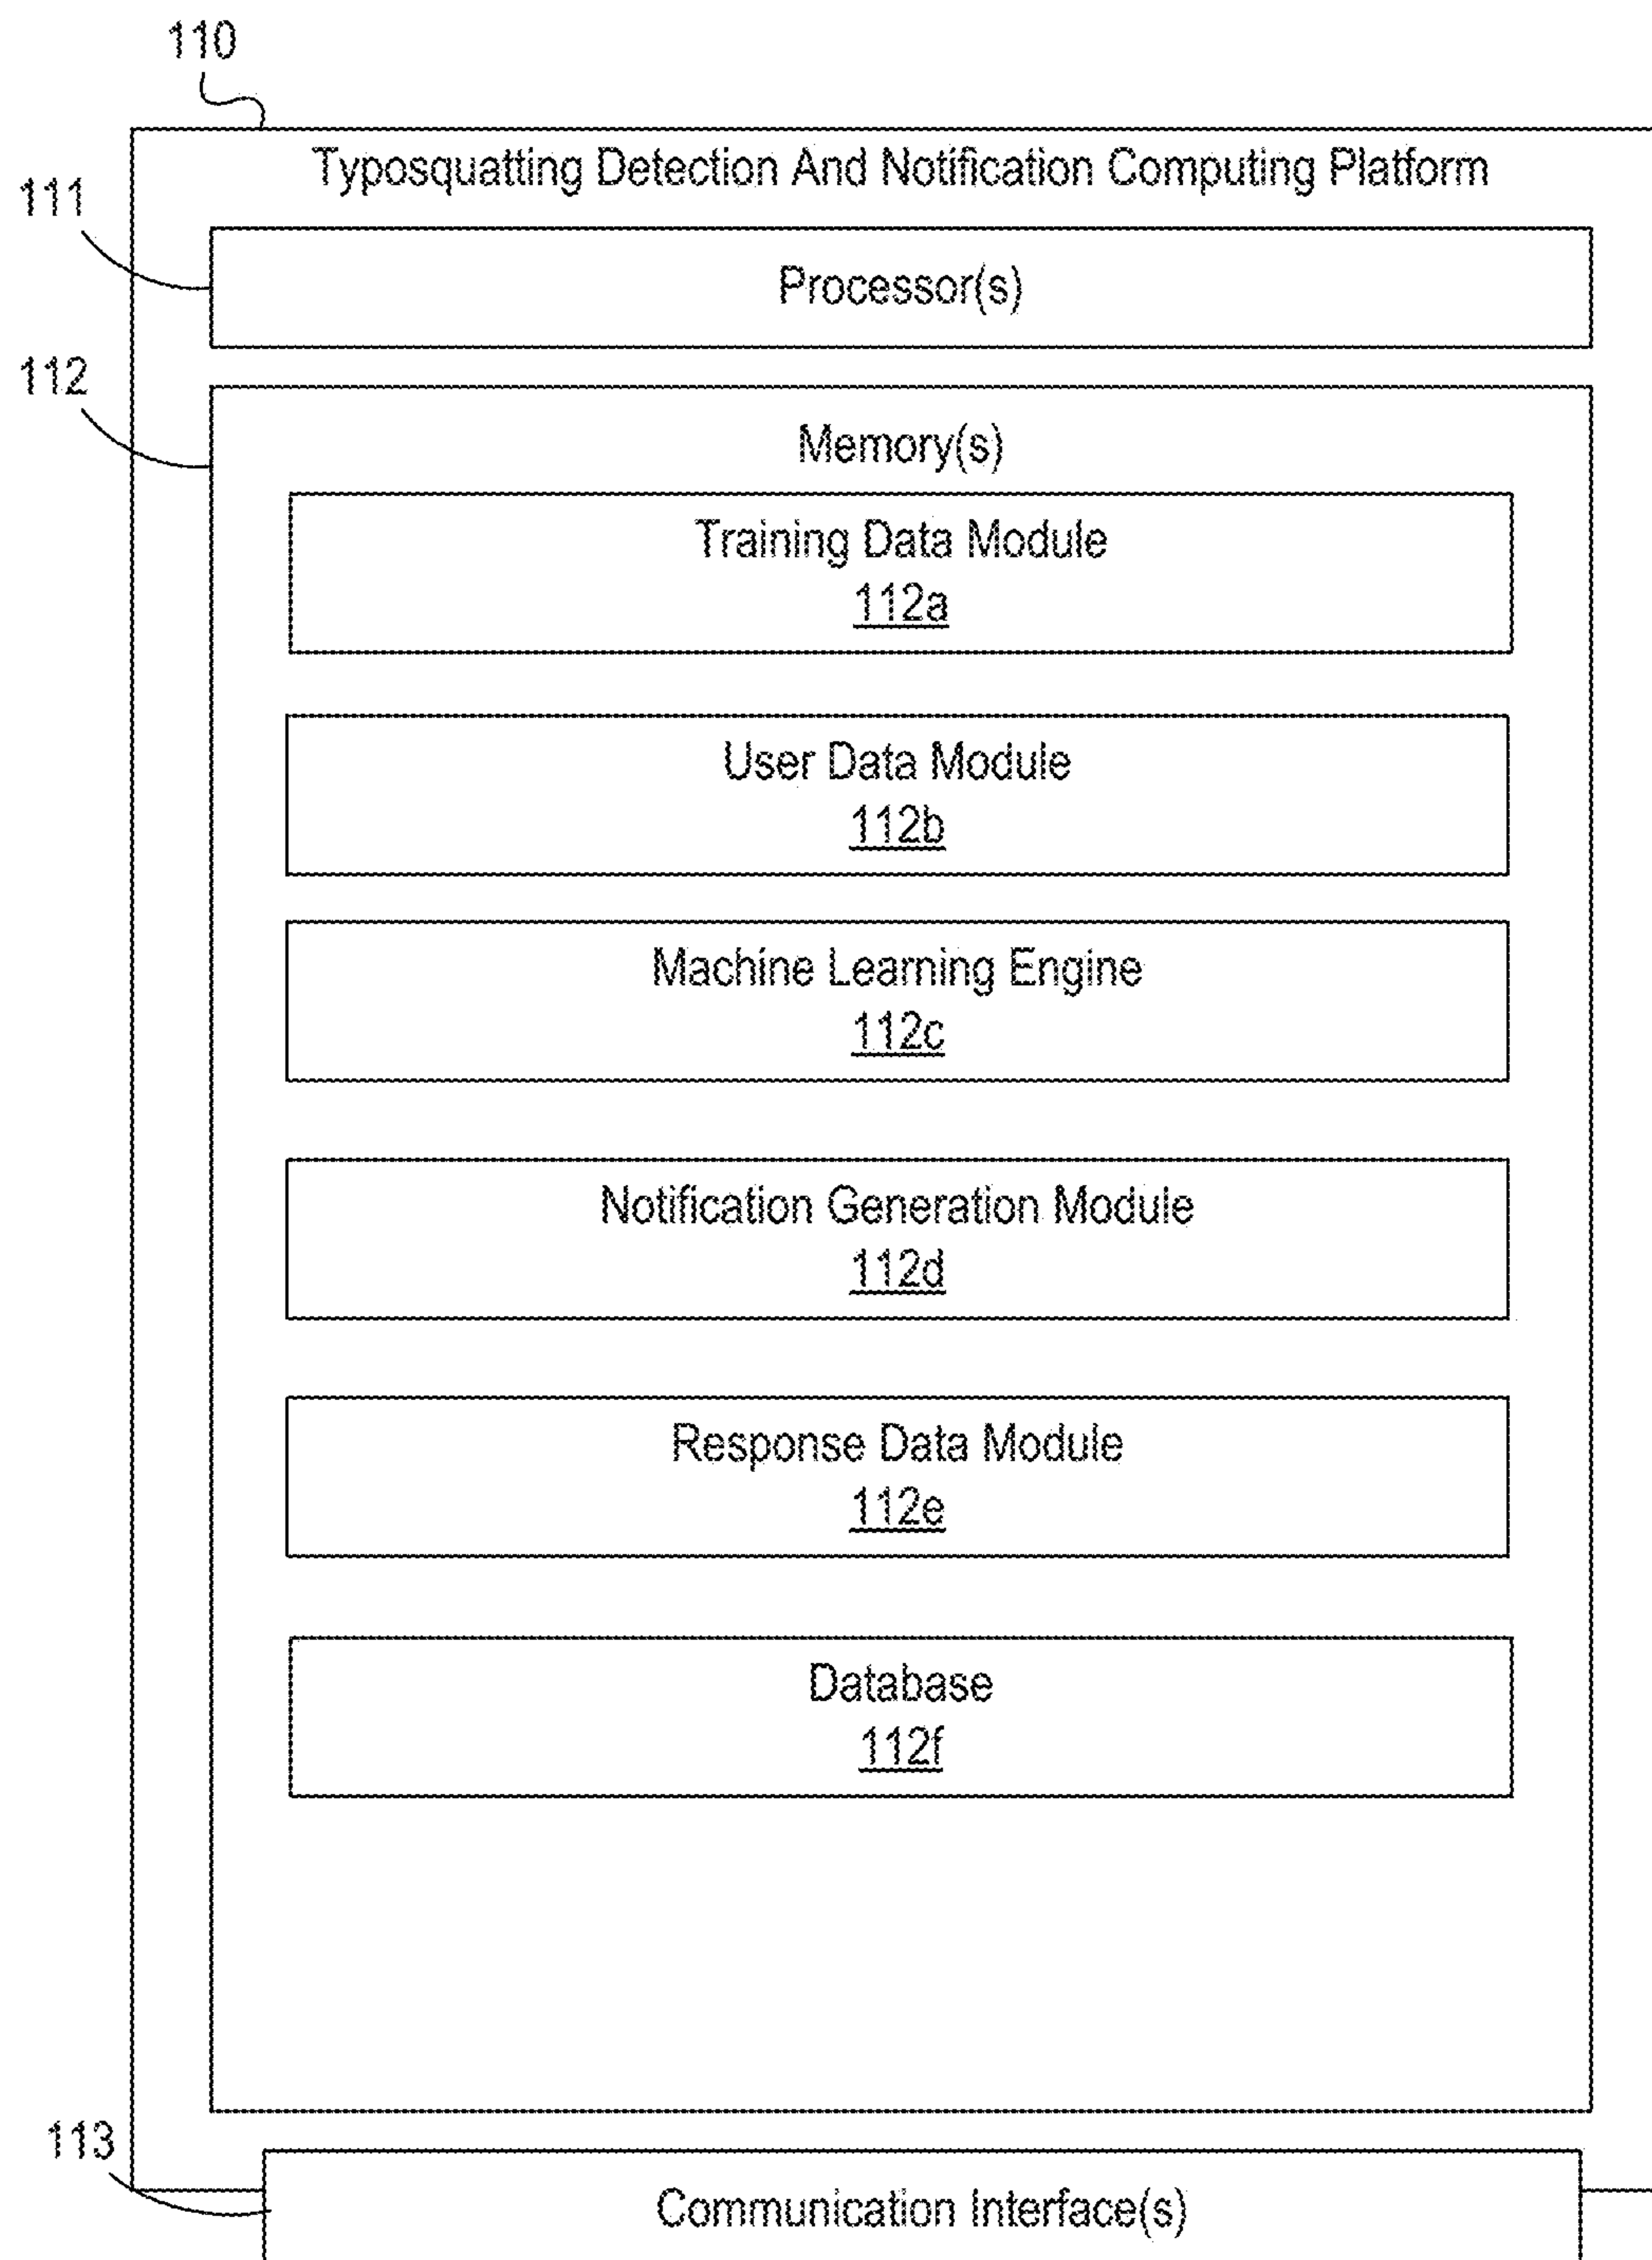 110
Typosquatting Detection And Notification Computing Platform
111
Processor(s)
112
Memory(s)
Training Data Module
112a
User Data Module
112b
Machine Learning Engine
112c
Notification Generation Module
112d
Response Data Module
112e
Database
112f
113
Communication Interface(s)